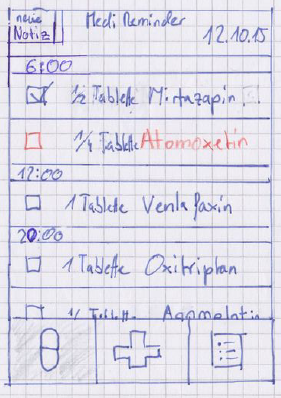 neue
Notiz
Medi Reminder
12.10.15
6:00
1/2 Tablette Mirtazapin
1/4 Tablette Atomoxetin
12:00
1 Tablette Venlafaxin
20:00
1 Tablette Oxitriptan